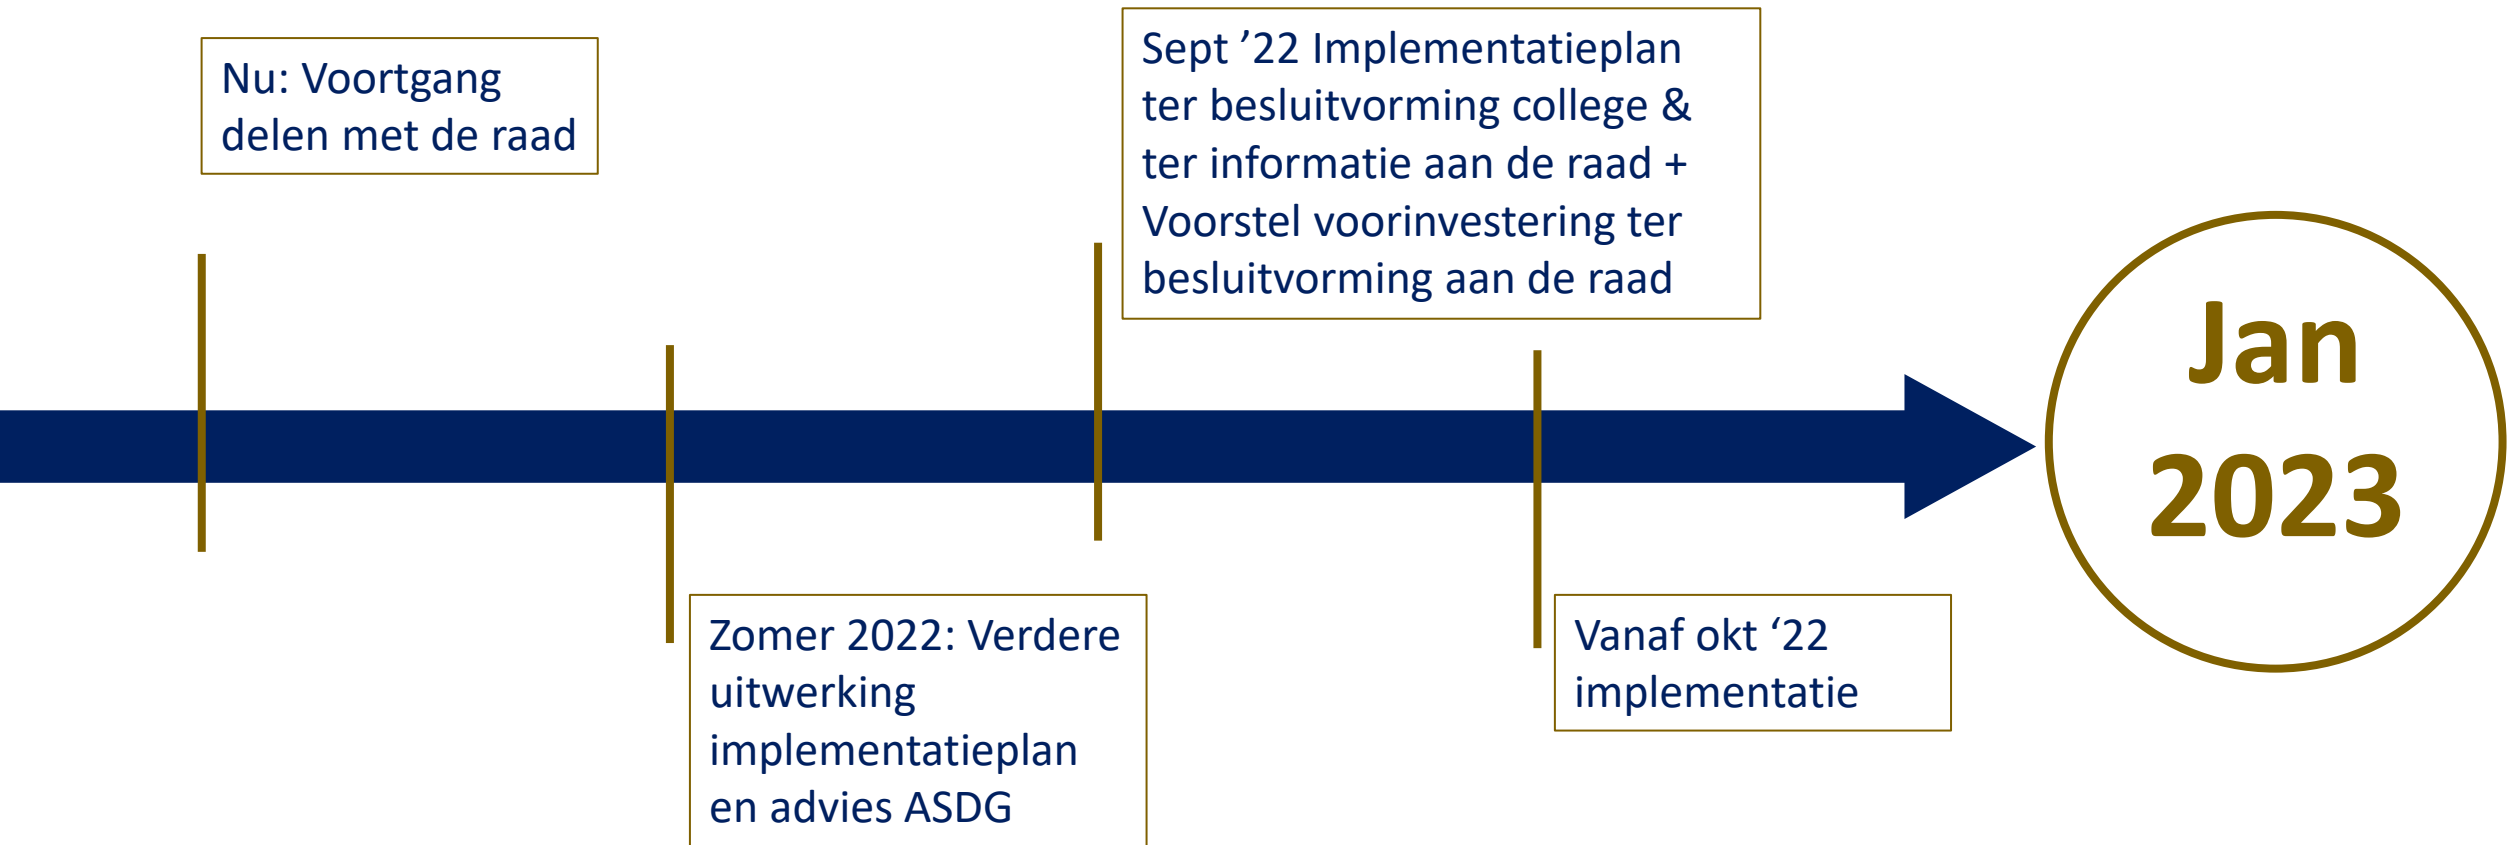 Nu: Voortgang
delen met de raad
Zomer 2022: Verdere
uitwerking
implementatieplan
en advies ASDG
Sept ’22 Implementatieplan
ter besluitvorming college &
ter informatie aan de raad +
Voorstel voorinvestering ter
besluitvorming aan de raad
Vanaf okt ‘22
implementatie
Jan
2023